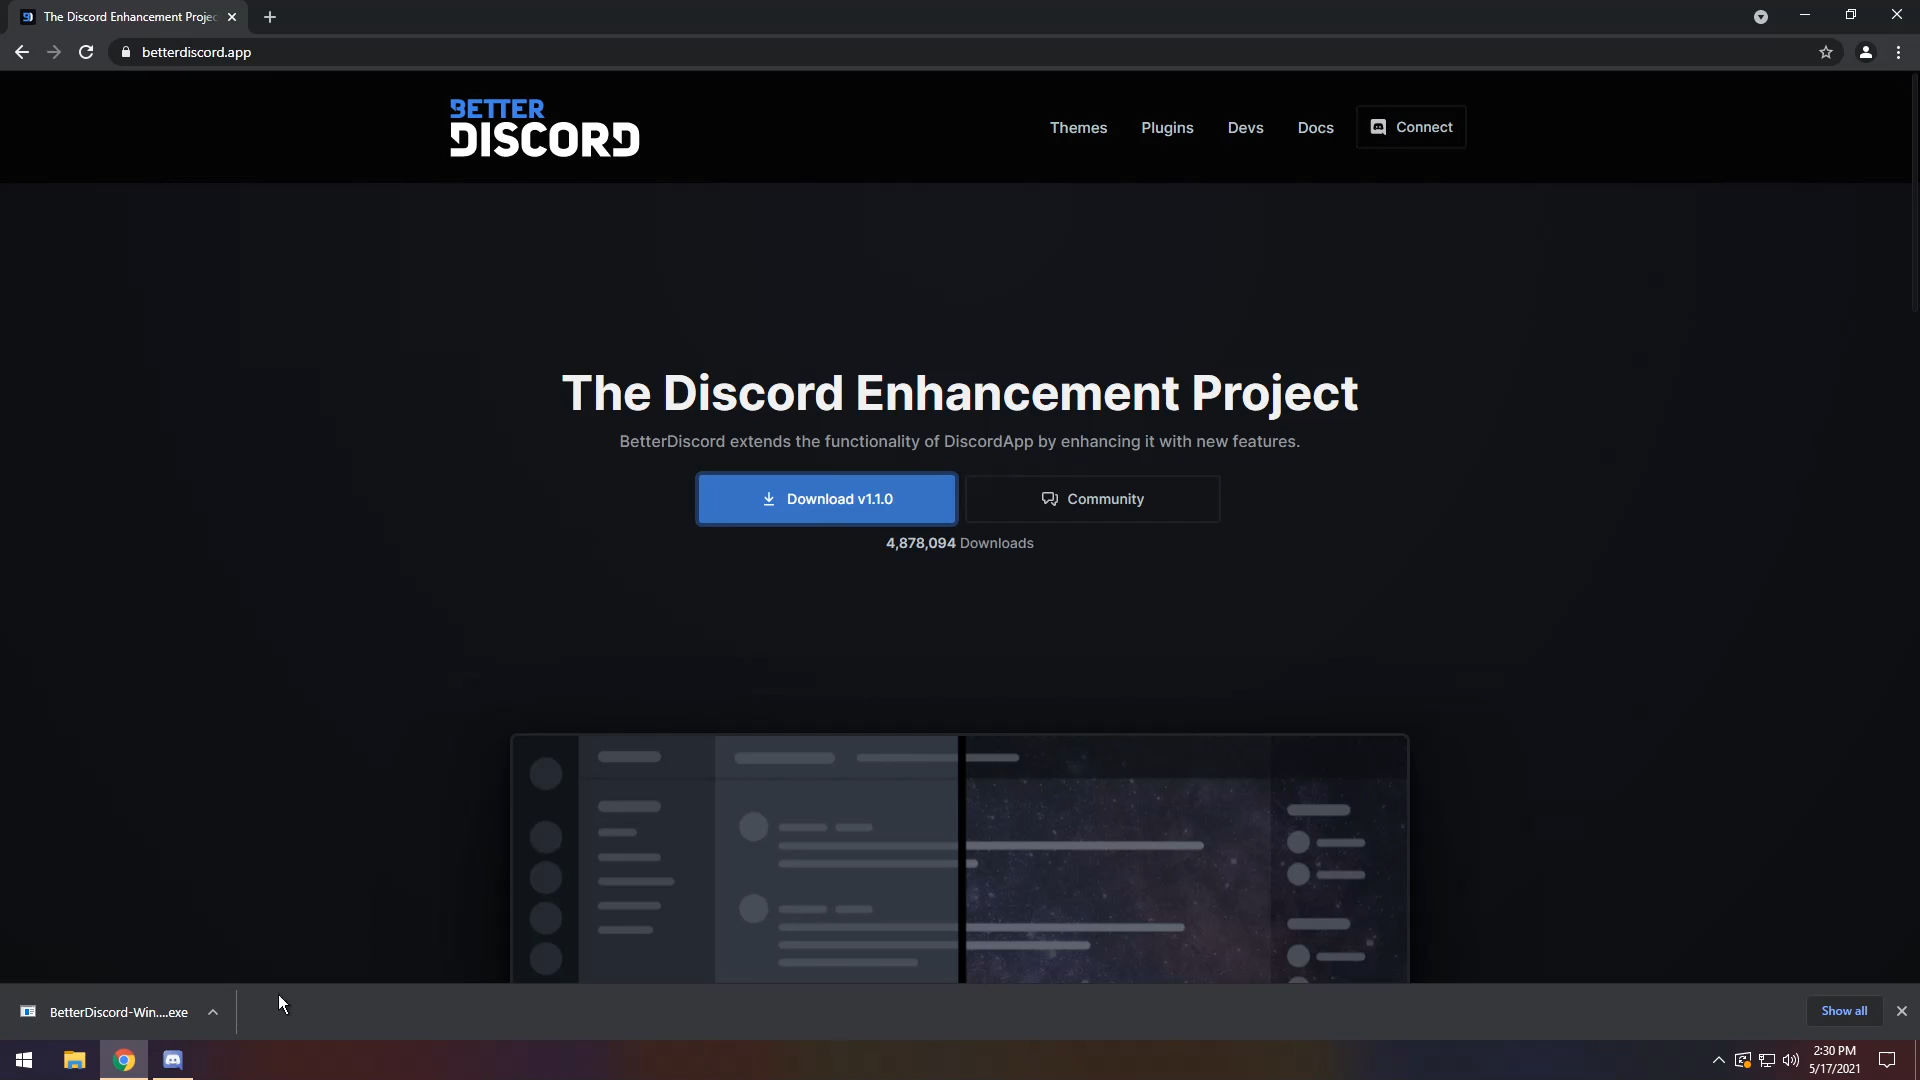 The Discord Enhancement Projec
betterdiscord.app
BETTER
DISCORD
Themes
Plugins
Devs
Docs
Connect
The Discord Enhancement Project
BetterDiscord extends the functionality of DiscordApp by enhancing it with new features.
Download v1.1.0
Community
4,878,094 Downloads
BetterDiscord-Win....exe
Show all
2:30 PM
5/17/2021